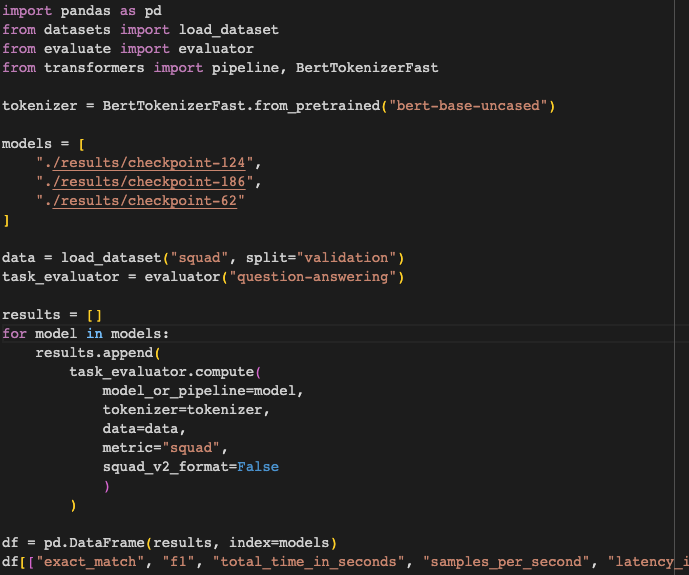 import pandas as pd
from datasets import load_dataset
from evaluate import evaluator
from transformers import pipeline, BertTokenizerFast
tokenizer = BertTokenizerFast.from_pretrained("bert-base-uncased")
models = [
"./results/checkpoint-124",
"./results/checkpoint-186",
"./results/checkpoint-62"
]
data = load_dataset("squad", split="validation")
task_evaluator = evaluator("question-answering")
results = []
for model in models:
results.append(
task_evaluator.compute(
model_or_pipeline=model,
tokenizer=tokenizer,
data=data,
metric="squad",
squad_v2_format=False
)
)
df = pd.DataFrame(results, index=models)
df[["exact_match", "f1", "total_time_in_seconds", "samples_per_second", "latency_i